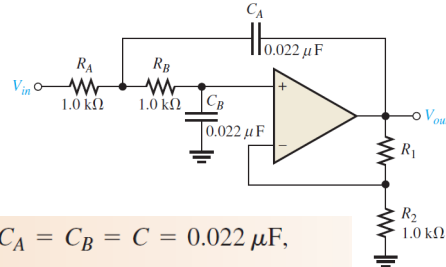 C_A
0.022 μF
R_A
R_B
V_in
1.0 kΩ
1.0 kΩ
C_B
0.022 μF
+
−
V_ou
R_1
R_2
1.0 kΩ
C_A = C_B = C = 0.022 μF,